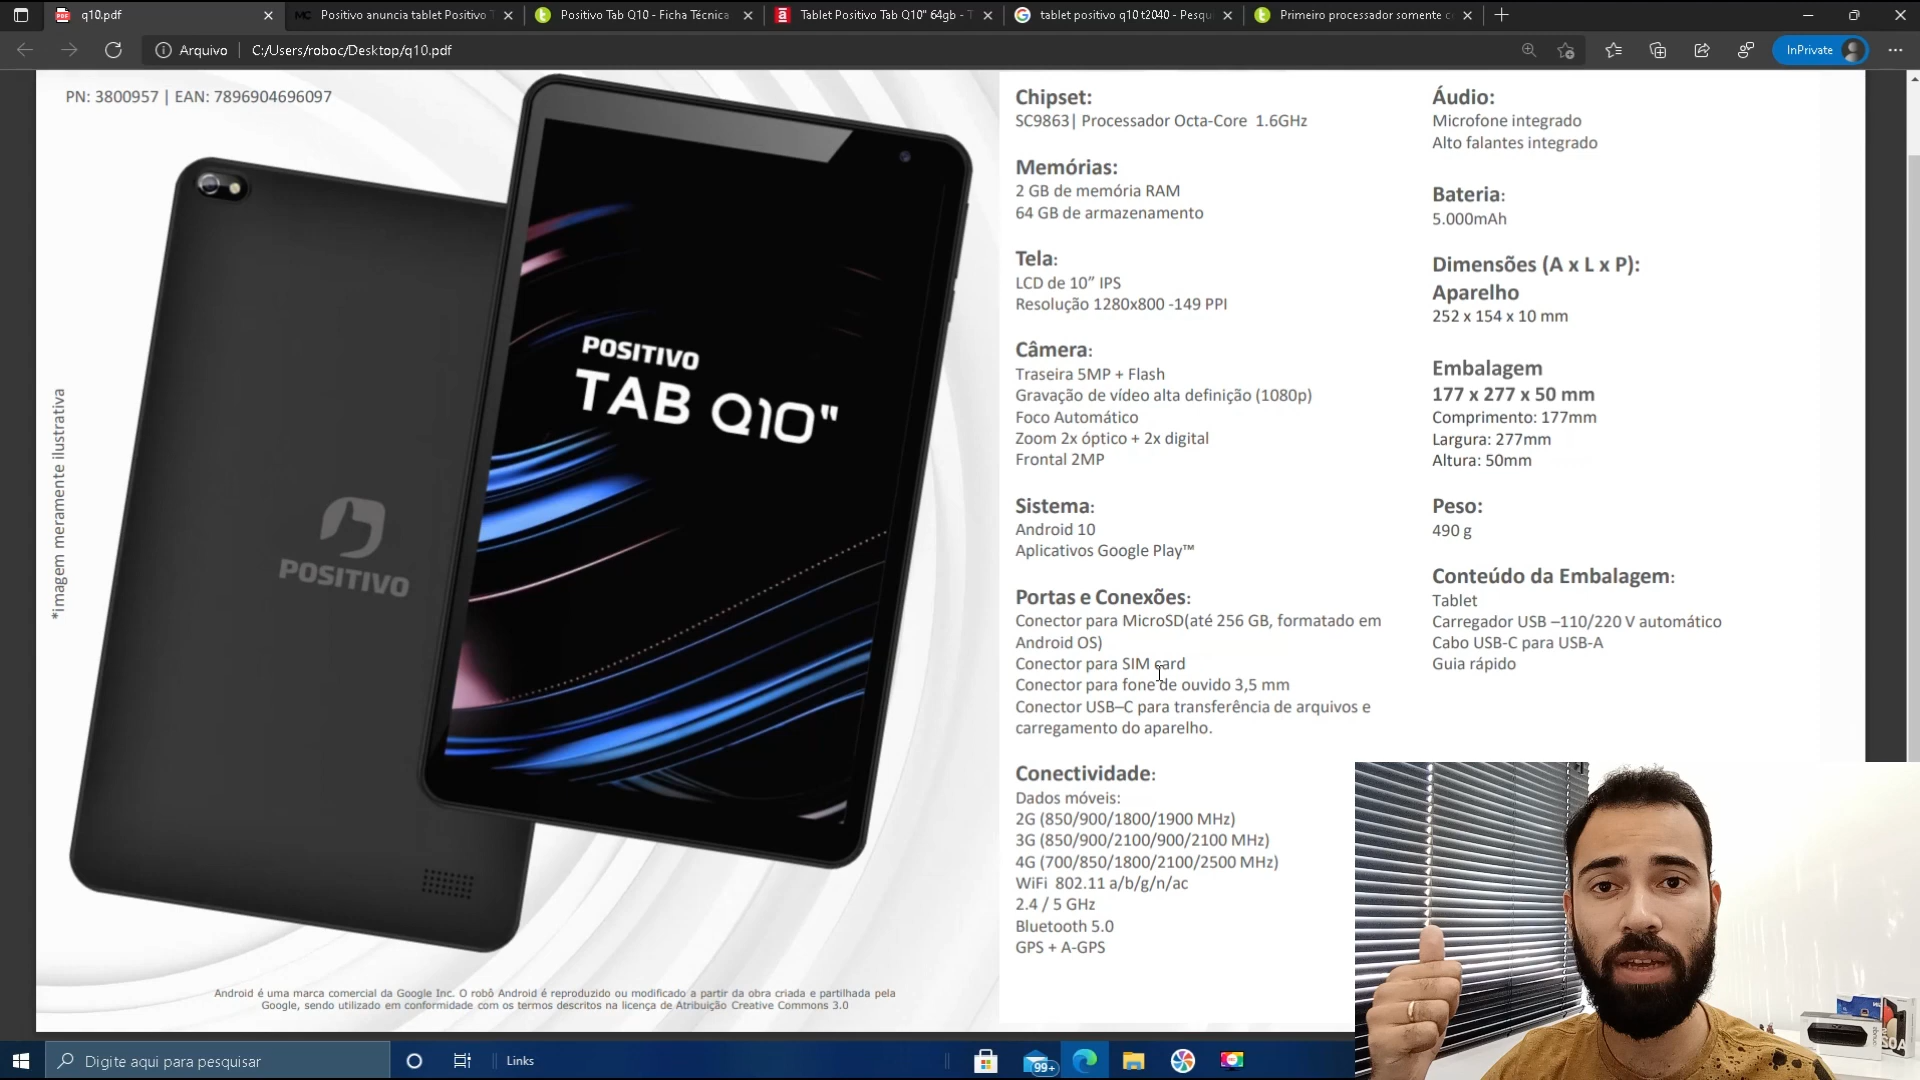 q10.pdf
Positivo anuncia tablet Positivo T
Positivo Tab Q10 - Ficha Técnica
Tablet Positivo Tab Q10" 64gb - T
tablet positivo q10 t2040 - Pesqu
Primeiro processador somente c
Arquivo
C:/Users/roboc/Desktop/q10.pdf
InPrivate
PN: 3800957 | EAN: 7896904696097
*imagem meramente ilustrativa
POSITIVO
POSITIVO
TAB Q10"
Android é uma marca comercial da Google Inc. O robô Android é reproduzido ou modificado a partir da obra criada e partilhada pela
Google, sendo utilizado em conformidade com os termos descritos na licença de Atribuição Creative Commons 3.0
Chipset:
SC9863| Processador Octa-Core 1.6GHz
Memórias:
2 GB de memória RAM
64 GB de armazenamento
Tela:
LCD de 10” IPS
Resolução 1280x800 -149 PPI
Câmera:
Traseira 5MP + Flash
Gravação de vídeo alta definição (1080p)
Foco Automático
Zoom 2x óptico + 2x digital
Frontal 2MP
Sistema:
Android 10
Aplicativos Google Play™
Portas e Conexões:
Conector para MicroSD(até 256 GB, formatado em
Android OS)
Conector para SIM card
Conector para fone de ouvido 3,5 mm
Conector USB–C para transferência de arquivos e
carregamento do aparelho.
Conectividade:
Dados móveis:
2G (850/900/1800/1900 MHz)
3G (850/900/2100/900/2100 MHz)
4G (700/850/1800/2100/2500 MHz)
WiFi 802.11 a/b/g/n/ac
2.4 / 5 GHz
Bluetooth 5.0
GPS + A-GPS
Áudio:
Microfone integrado
Alto falantes integrado
Bateria:
5.000mAh
Dimensões (A x L x P):
Aparelho
252 x 154 x 10 mm
Embalagem
177 x 277 x 50 mm
Comprimento: 177mm
Largura: 277mm
Altura: 50mm
Peso:
490 g
Conteúdo da Embalagem:
Tablet
Carregador USB –110/220 V automático
Cabo USB-C para USB-A
Guia rápido
Digite aqui para pesquisar
Links
99+